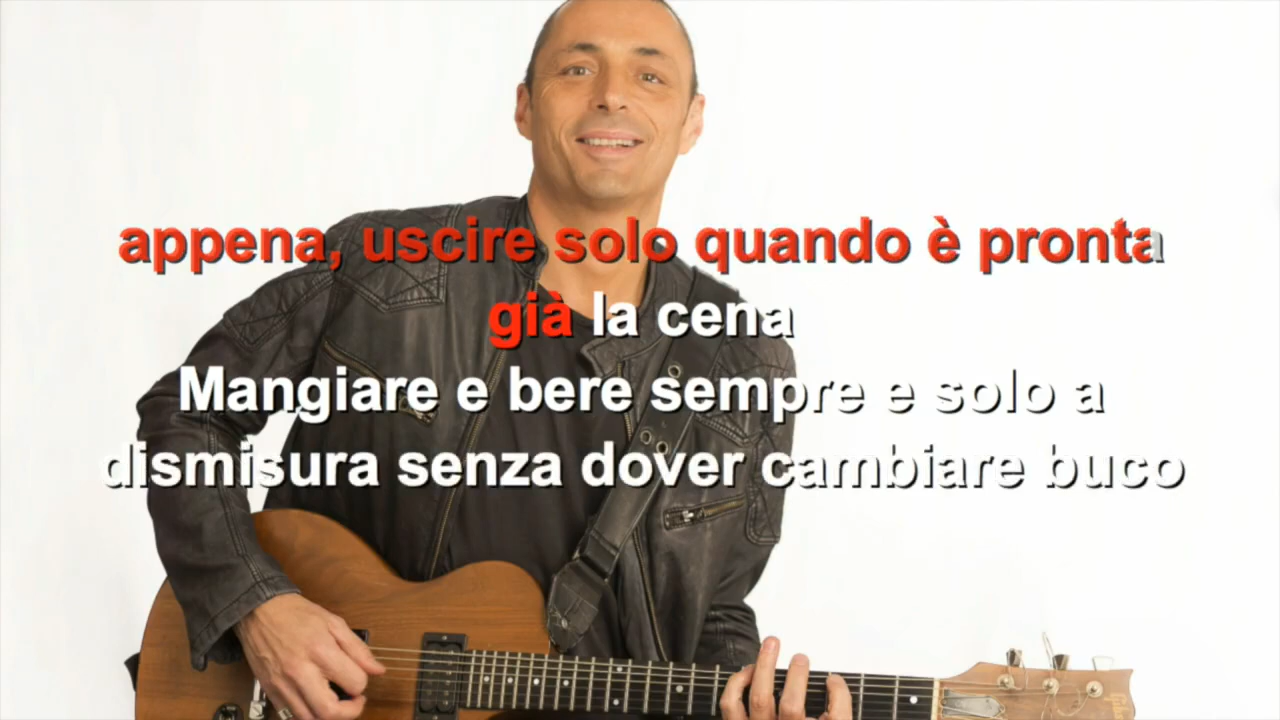 appena, uscire solo quando è pronta
già la cena
Mangiare e bere sempre e solo a
dismisura senza dover cambiare buco